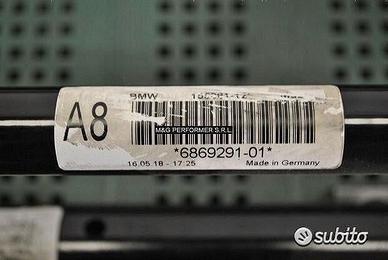 BMW
A8
M&G PERFORMER S.R.L
*6869291-01*
16.05.18 - 17:25 Made in Germany
subito